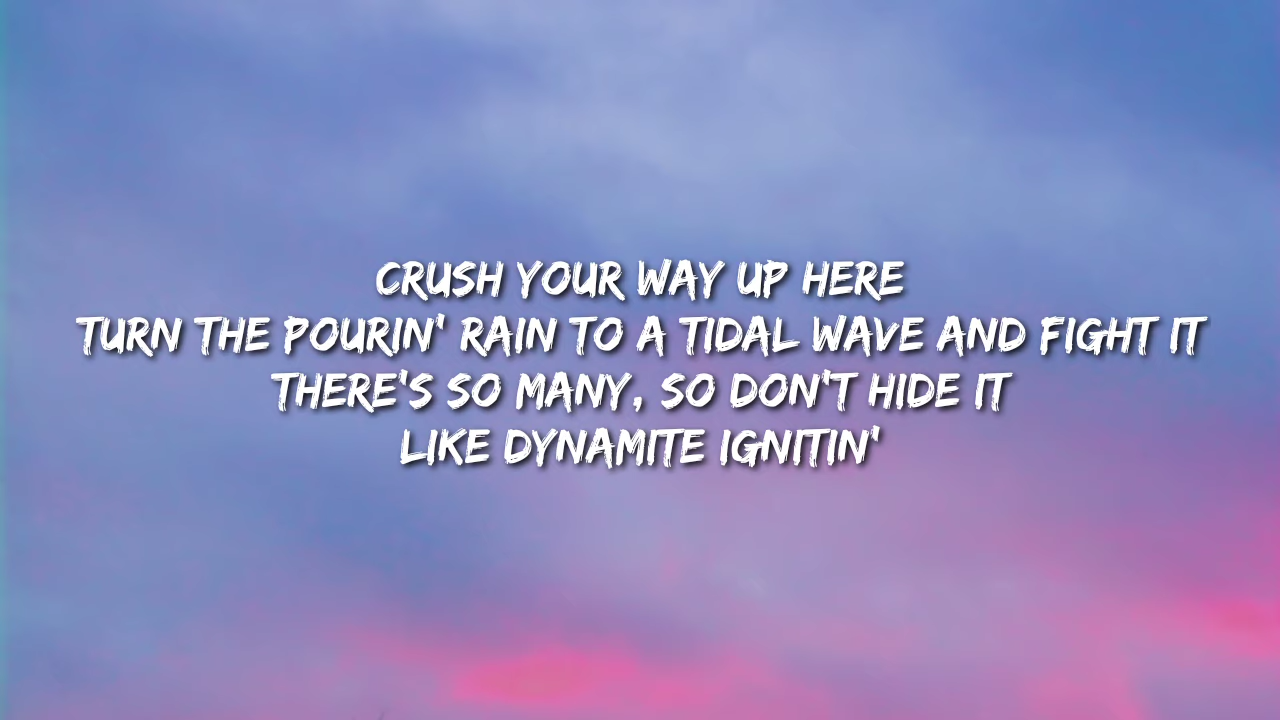 CRUSH YOUR WAY UP HERE
TURN THE POURIN' RAIN TO A TIDAL WAVE AND FIGHT IT
THERE'S SO MANY, SO DON'T HIDE IT
LIKE DYNAMITE IGNITIN'